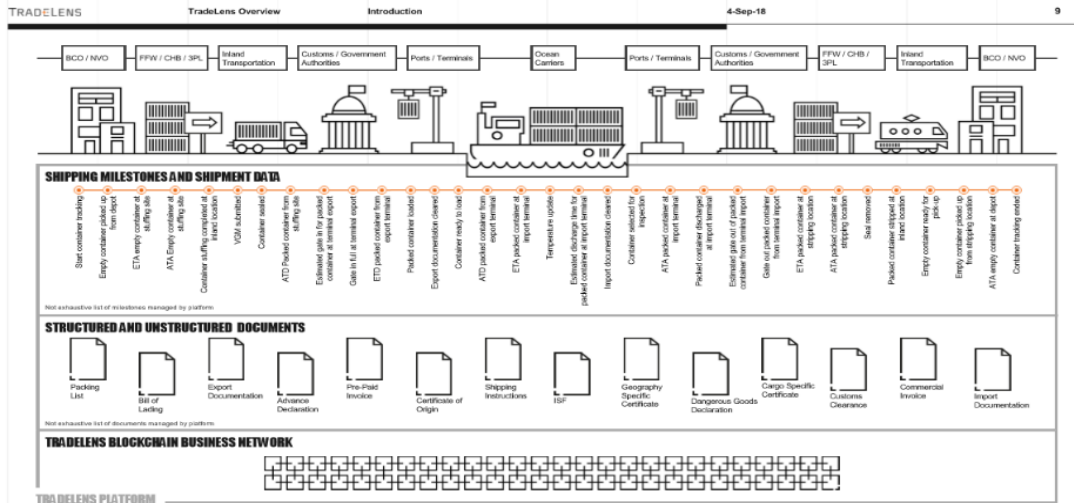 TRADELENS
TradeLens Overview
Introduction
4-Sep-18
9
BCO / NVO
FFW / CHB / 3PL
Inland
Transportation
Customs / Government
Authorities
Ports / Terminals
Ocean
Carriers
Ports / Terminals
Customs / Government
Authorities
FFW / CHB /
3PL
Inland
Transportation
BCO / NVO
SHIPPING MILESTONES AND SHIPMENT DATA
Start container tracking
Empty container picked up
from depot
ETA empty container at
stuffing site
ATA Empty container at
stuffing site
Container stuffing completed at
inland location
VGM submitted
Container sealed
ATD Packed container from
stuffing site
Estimated gate in for packed
container at terminal export
Gate in full at terminal export
ETD packed container from
export terminal
Packed container loaded
Export documentation cleared
Container ready to load
ATD packed container from
export terminal
ETA packed container at
import terminal
Temperature update
Estimated discharge time for
packed container at import terminal
Import documentation cleared
Container selected for
inspection
ATA packed container at
import terminal
Packed container discharged
at import terminal
Estimated gate out of packed
container from terminal import
Gate out packed container
from terminal import
ETA packed container at
stripping location
ATA packed container at
stripping location
Seal removed
Packed container stripped at
inland location
Empty container ready for
pick-up
Empty container picked up
from stripping location
ATA empty container at depot
Container tracking ended
Not exhaustive list of milestones managed by platform
STRUCTURED AND UNSTRUCTURED DOCUMENTS
Packing
List
Bill of
Lading
Export
Documentation
Advance
Declaration
Pre-Paid
Invoice
Certificate of
Origin
Shipping
Instructions
ISF
Geography
Specific
Certificate
Dangerous Goods
Declaration
Cargo Specific
Certificate
Customs
Clearance
Commercial
Invoice
Import
Documentation
Not exhaustive list of documents managed by platform
TRADELENS BLOCKCHAIN BUSINESS NETWORK
TRADELENS PLATFORM